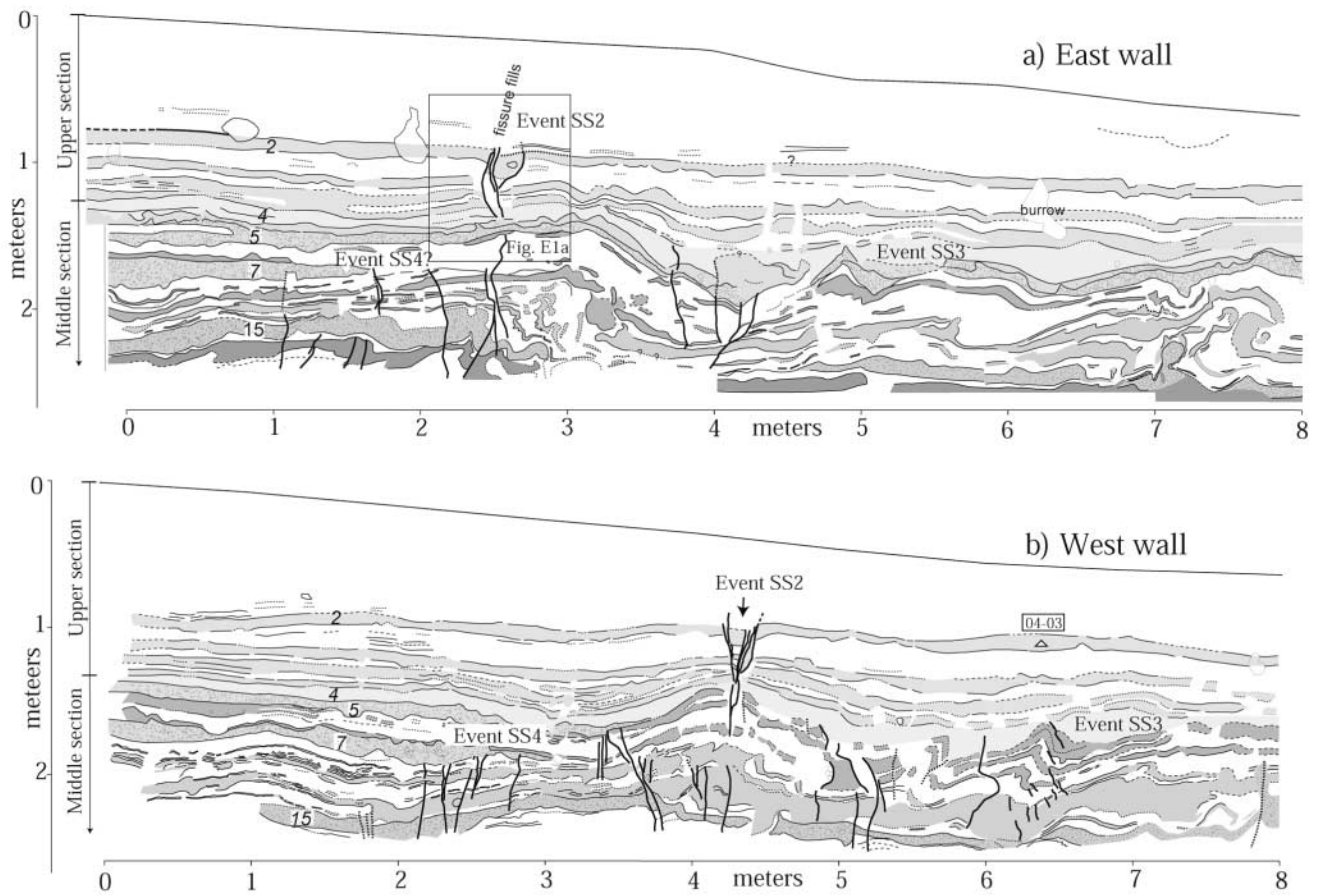 0
a) East wall
Upper section
fissure fills
Event SS2
2
1
?
meters
burrow
4
5
Fig. E1a
Event SS4?
Event SS3
7
Middle section
2
15
0 1 2 3 4 meters 5 6 7 8
0
b) West wall
Upper section
Event SS2
1
2
04-03
meters
4
5
Event SS3
7
Event SS4
Middle section
2
15
0 1 2 3 4 meters 5 6 7 8